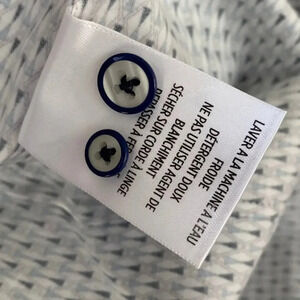 LAVER A LA MACHINE A L'EAU
FROIDE
DÉTERGENT DOUX
NE PAS UTILISER AGENT DE
BLANCHIMENT
SÉCHER SUR CORDE À LINGE
REPASSER À FER